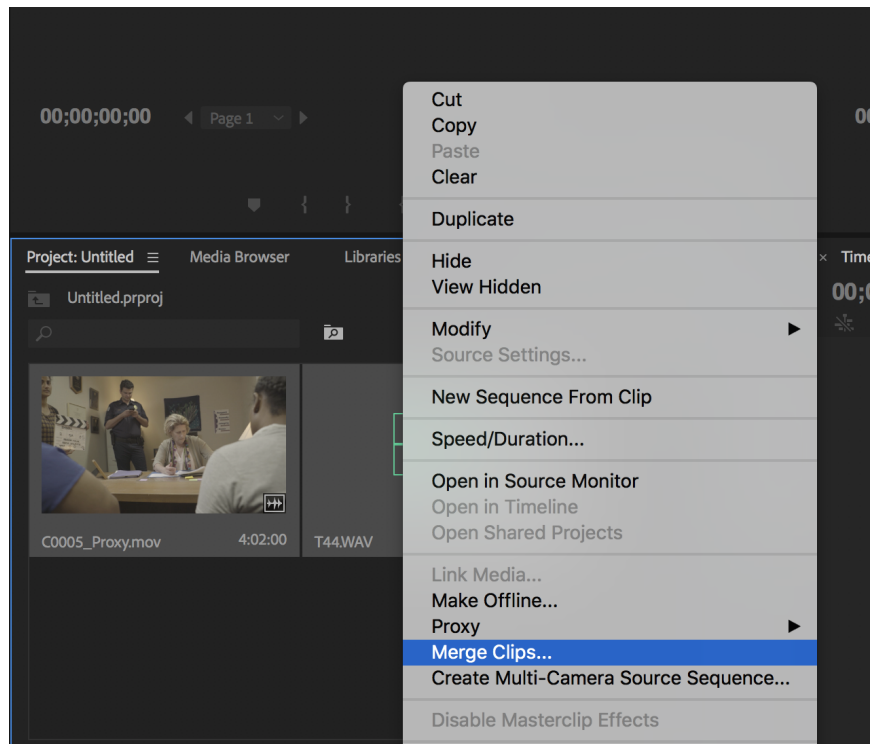 00;00;00;00
Page 1
Cut
Copy
Paste
Clear
Duplicate
Hide
View Hidden
Modify
Source Settings...
New Sequence From Clip
Speed/Duration...
Open in Source Monitor
Open in Timeline
Open Shared Projects
Link Media...
Make Offline...
Proxy
Merge Clips...
Create Multi-Camera Source Sequence...
Disable Masterclip Effects
Project: Untitled
Media Browser
Libraries
Untitled.prproj
C0005_Proxy.mov
4:02:00
T44.WAV